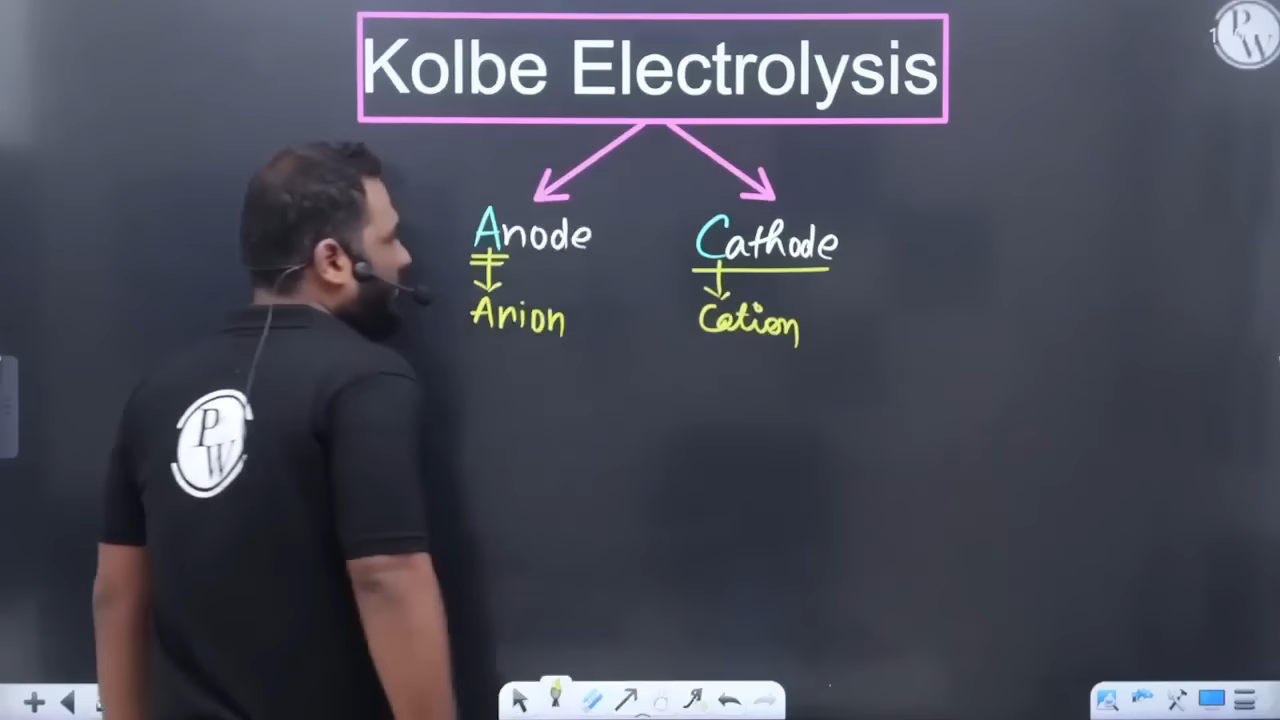 Kolbe Electrolysis
Anode Cathode
Anion Cation
P
W
P
W